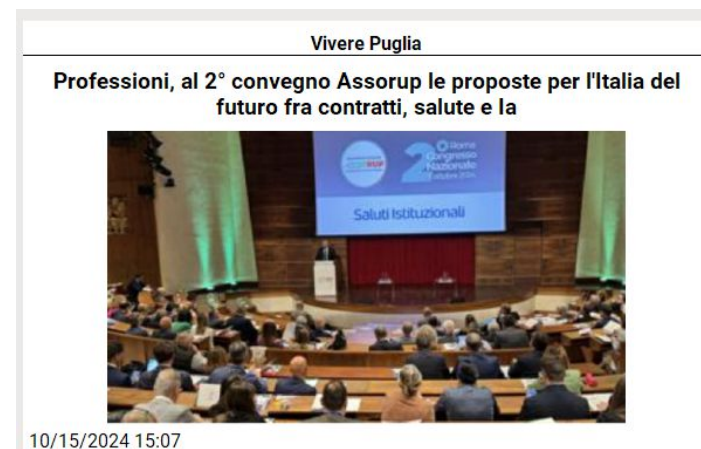 Vivere Puglia
Professioni, al 2° convegno Assorup le proposte per l'Italia del
futuro fra contratti, salute e la
2°
Roma
Congresso
Nazionale
Saluti Istituzionali
10/15/2024 15:07